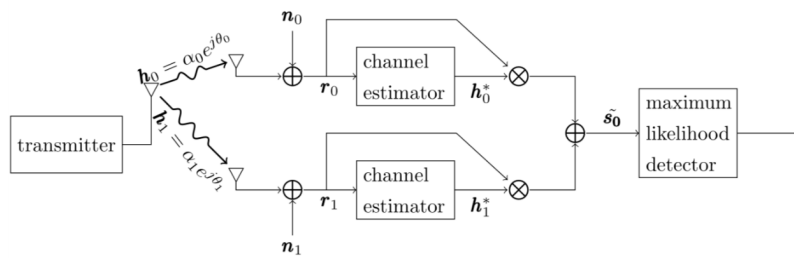 n₀
h₀ = α₀e^{jθ₀}
channel
estimator
r₀
h₀*
transmitter
h₁ = α₁e^{jθ₁}
s̃₀
maximum
likelihood
detector
channel
estimator
r₁
h₁*
n₁